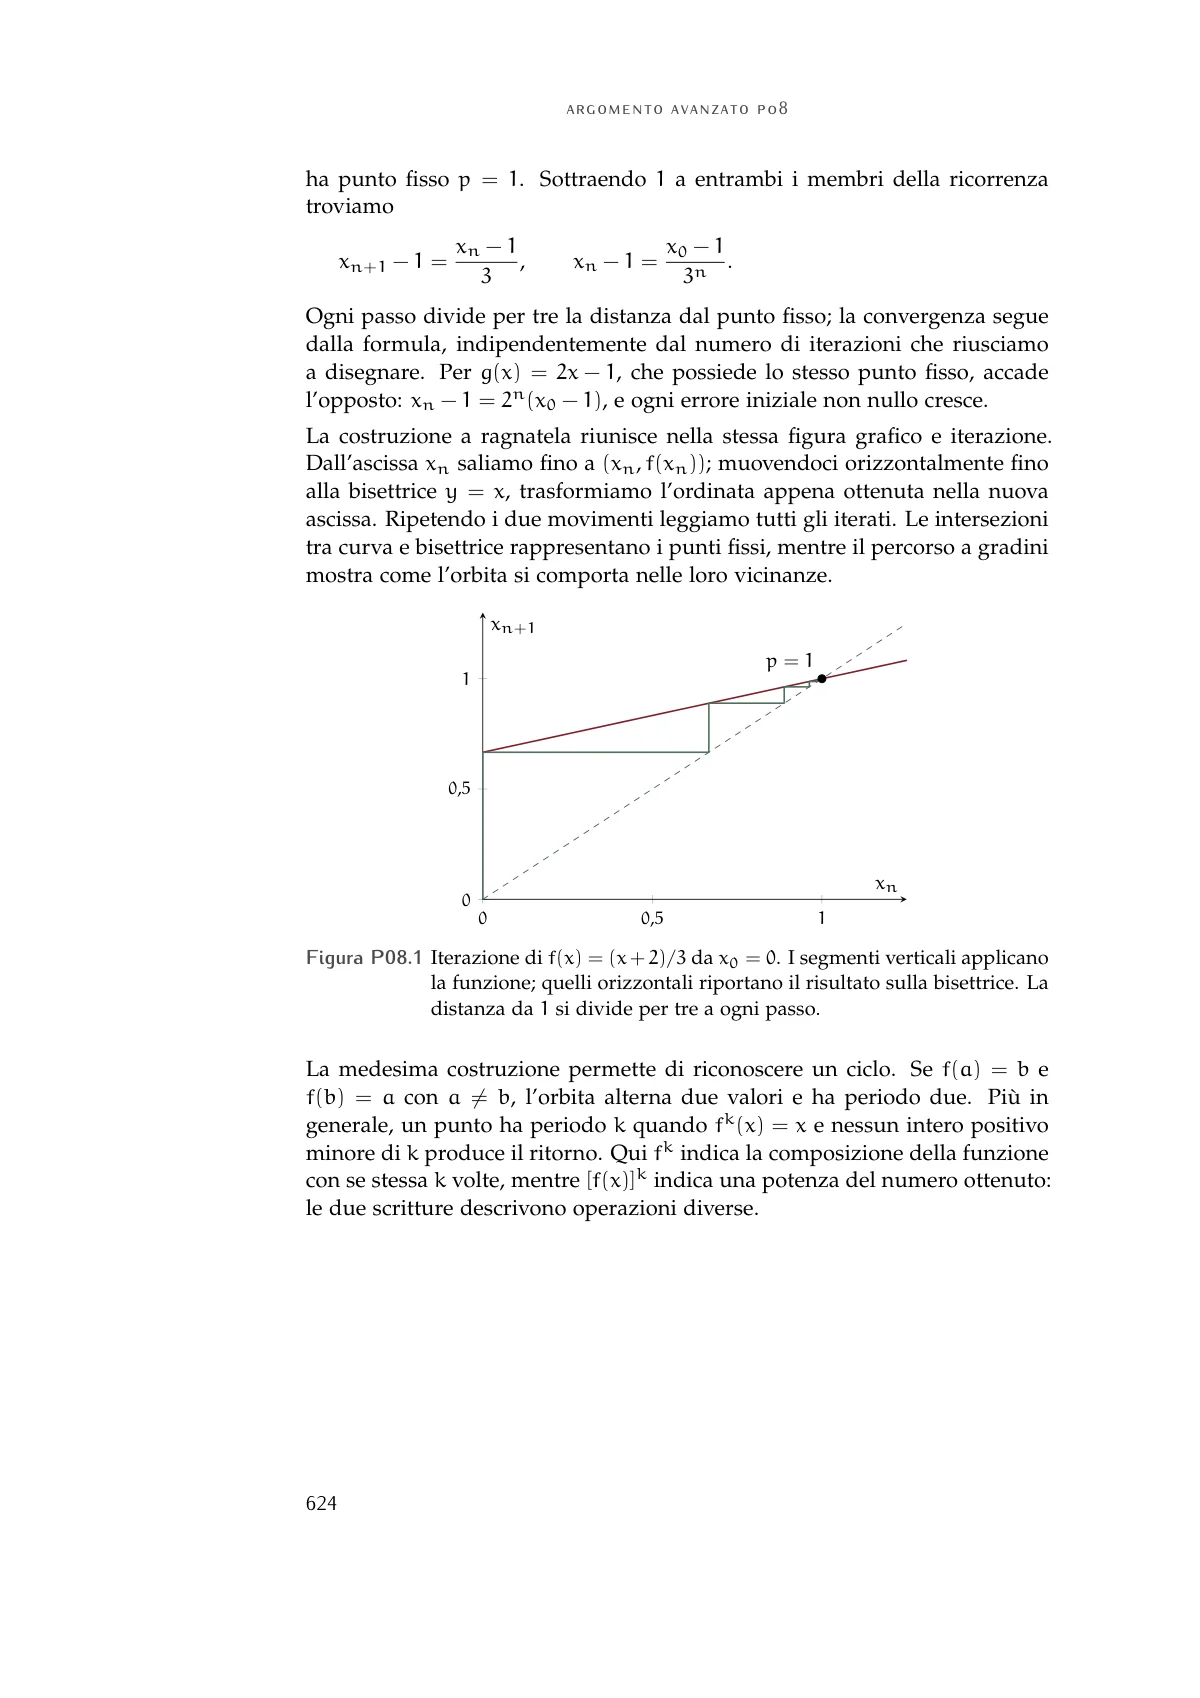 ARGOMENTO AVANZATO P08
ha punto fisso p = 1. Sottraendo 1 a entrambi i membri della ricorrenza
troviamo
xₙ₊₁ − 1 = (xₙ − 1)/3, xₙ − 1 = (x₀ − 1)/3ⁿ.
Ogni passo divide per tre la distanza dal punto fisso; la convergenza segue
dalla formula, indipendentemente dal numero di iterazioni che riusciamo
a disegnare. Per g(x) = 2x − 1, che possiede lo stesso punto fisso, accade
l'opposto: xₙ − 1 = 2ⁿ(x₀ − 1), e ogni errore iniziale non nullo cresce.
La costruzione a ragnatela riunisce nella stessa figura grafico e iterazione.
Dall'ascissa xₙ saliamo fino a (xₙ, f(xₙ)); muovendoci orizzontalmente fino
alla bisettrice y = x, trasformiamo l'ordinata appena ottenuta nella nuova
ascissa. Ripetendo i due movimenti leggiamo tutti gli iterati. Le intersezioni
tra curva e bisettrice rappresentano i punti fissi, mentre il percorso a gradini
mostra come l'orbita si comporta nelle loro vicinanze.
xₙ₊₁
p = 1
1
0,5
xₙ
0
0 0,5 1
Figura P08.1 Iterazione di f(x) = (x + 2)/3 da x₀ = 0. I segmenti verticali applicano
la funzione; quelli orizzontali riportano il risultato sulla bisettrice. La
distanza da 1 si divide per tre a ogni passo.
La medesima costruzione permette di riconoscere un ciclo. Se f(a) = b e
f(b) = a con a ≠ b, l'orbita alterna due valori e ha periodo due. Più in
generale, un punto ha periodo k quando fᵏ(x) = x e nessun intero positivo
minore di k produce il ritorno. Qui fᵏ indica la composizione della funzione
con se stessa k volte, mentre [f(x)]ᵏ indica una potenza del numero ottenuto:
le due scritture descrivono operazioni diverse.
624